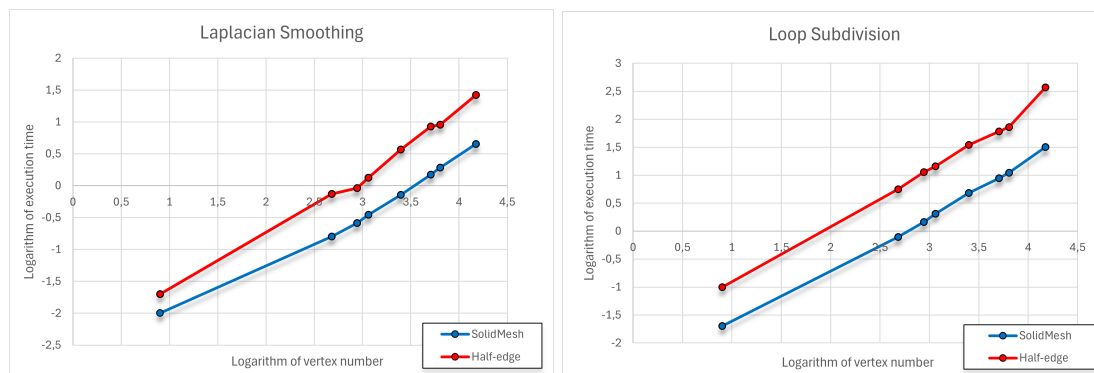 Laplacian Smoothing
2
1,5
1
0,5
0
-0,5
-1
-1,5
-2
-2,5
0 0,5 1 1,5 2 2,5 3 3,5 4 4,5
Logarithm of execution time
Logarithm of vertex number
SolidMesh
Half-edge
Loop Subdivision
3
2,5
2
1,5
1
0,5
0
-0,5
-1
-1,5
-2
0 0,5 1 1,5 2 2,5 3 3,5 4 4,5
Logarithm of execution time
Logarithm of vertex number
SolidMesh
Half-edge